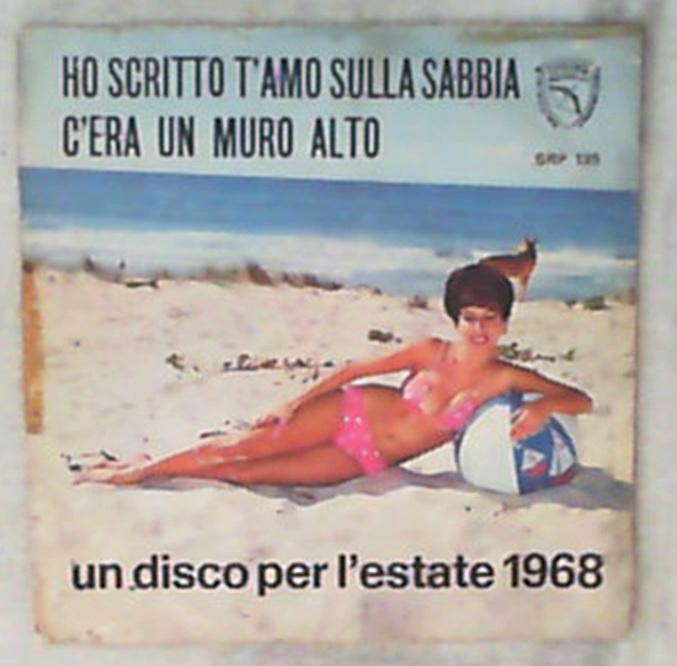 HO SCRITTO T'AMO SULLA SABBIA
C'ERA UN MURO ALTO
SRP 135
un disco per l'estate 1968